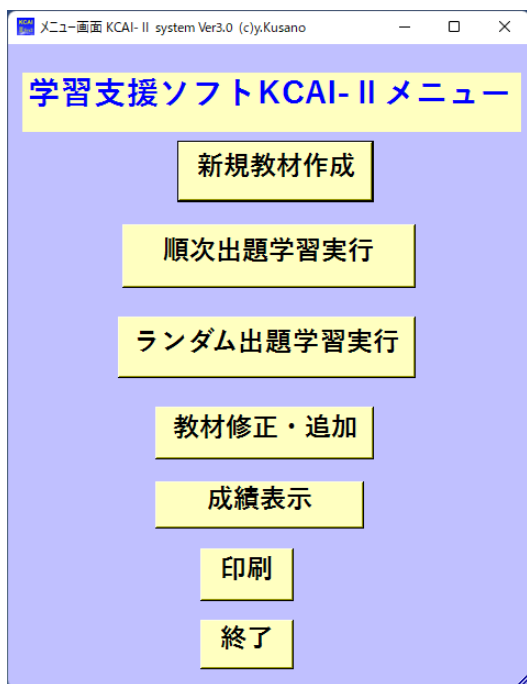 メニュー画面 KCAI-Ⅱ system Ver3.0 (c)y.Kusano
学習支援ソフトKCAI-Ⅱメニュー
新規教材作成
順次出題学習実行
ランダム出題学習実行
教材修正・追加
成績表示
印刷
終了